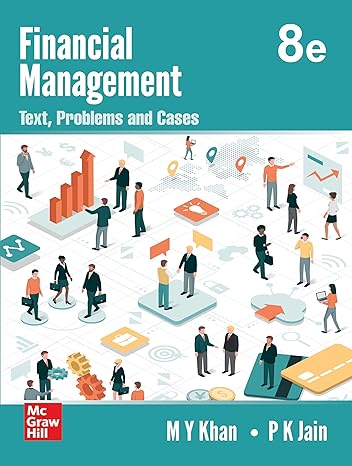 Financial
Management
8e
Text, Problems and Cases
Mc
Graw
Hill
M Y Khan • P K Jain